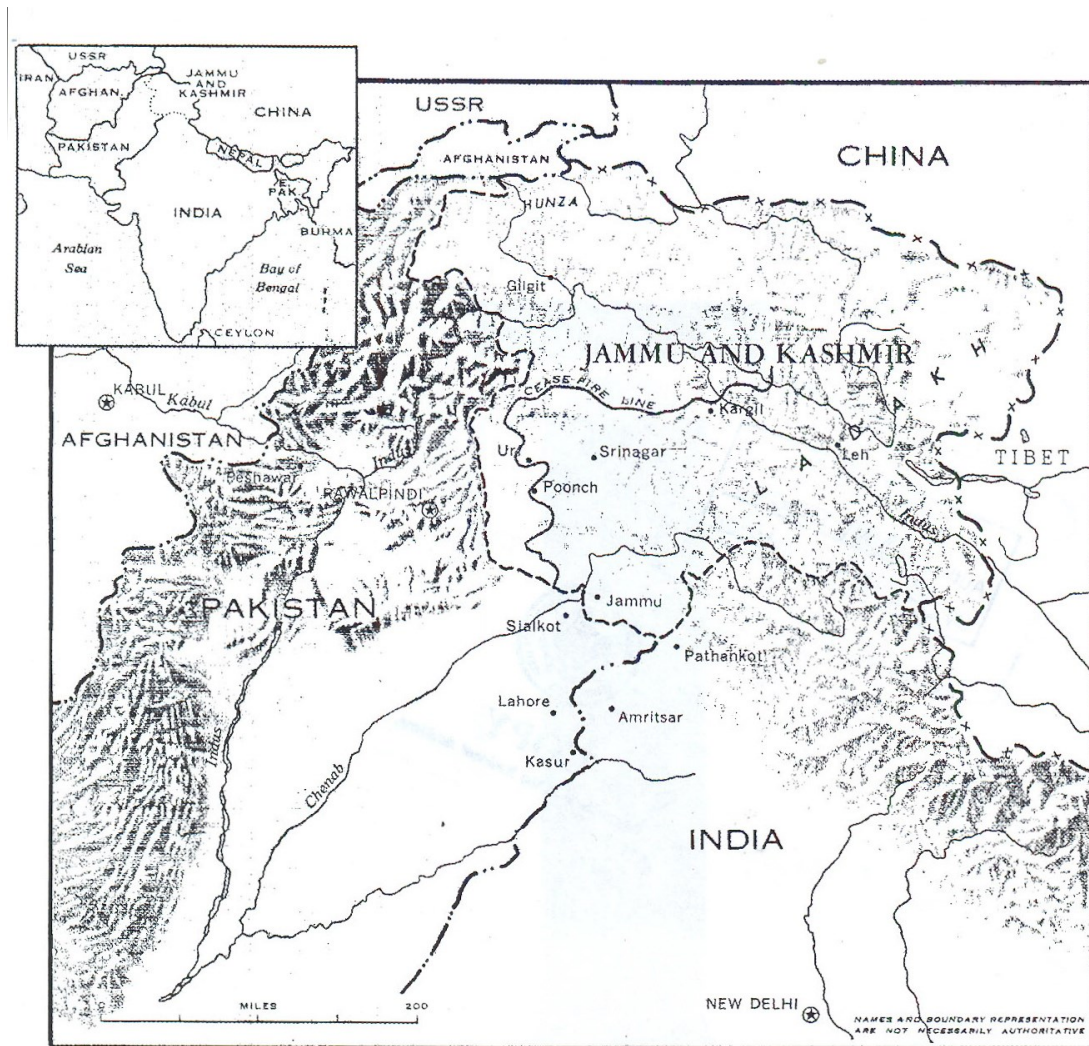 USSR
IRAN
AFGHAN.
JAMMU
AND
KASHMIR
CHINA
PAKISTAN
NEPAL
E.
PAK.
INDIA
BURMA
Arabian
Sea
Bay of
Bengal
CEYLON
USSR
AFGHANISTAN
CHINA
HUNZA
Gilgit
JAMMU AND KASHMIR
CEASE FIRE LINE
Kargil
KABUL
Kabul
AFGHANISTAN
Indus
Uri
Srinagar
Leh
LADAKH
TIBET
Peshawar
RAWALPINDI
Poonch
Indus
PAKISTAN
Jammu
Sialkot
Pathankot
Lahore
Amritsar
Indus
Kasur
Chenab
INDIA
0 MILES 200
NEW DELHI
NAMES AND BOUNDARY REPRESENTATION
ARE NOT NECESSARILY AUTHORITATIVE